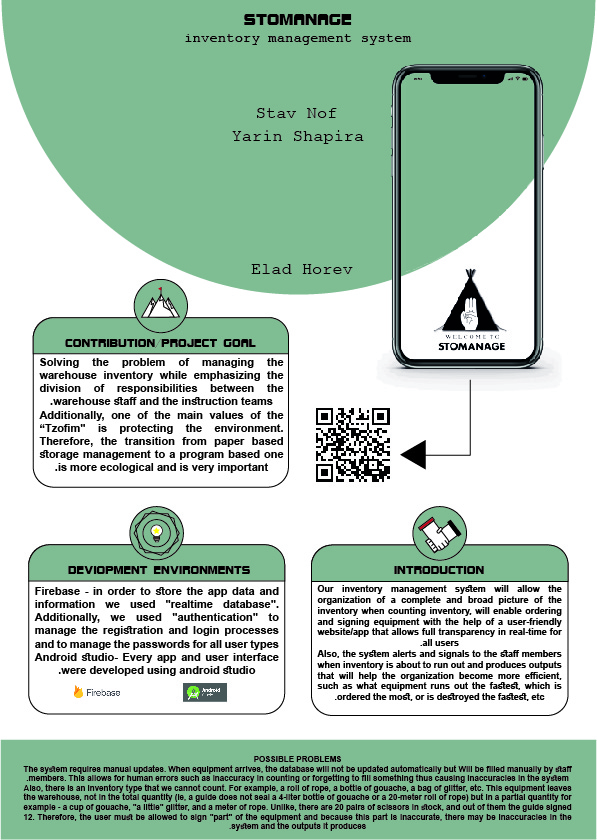 STOMANAGE
inventory management system
Stav Nof
Yarin Shapira
Elad Horev
WELCOME TO
STOMANAGE
CONTRIBUTION/PROJECT GOAL
Solving the problem of managing the
warehouse inventory while emphasizing the
division of responsibilities between the
.warehouse staff and the instruction teams
Additionally, one of the main values of the
“Tzofim” is protecting the environment.
Therefore, the transition from paper based
storage management to a program based one
.is more ecological and is very important
DEVIOPMENT ENVIRONMENTS
Firebase - in order to store the app data and
information we used "realtime database".
Additionally, we used "authentication" to
manage the registration and login processes
and to manage the passwords for all user types
Android studio- Every app and user interface
.were developed using android studio
Firebase
Android
INTRODUCTION
Our inventory management system will allow the
organization of a complete and broad picture of the
inventory when counting inventory, will enable ordering
and signing equipment with the help of a user-friendly
website/app that allows full transparency in real-time for
.all users
Also, the system alerts and signals to the staff members
when inventory is about to run out and produces outputs
that will help the organization become more efficient,
such as what equipment runs out the fastest, which is
.ordered the most, or is destroyed the fastest, etc
POSSIBLE PROBLEMS
The system requires manual updates. When equipment arrives, the database will not be updated automatically but Will be filled manually by staff
.members. This allows for human errors such as inaccuracy in counting or forgetting to fill something thus causing inaccuracies in the system
Also, there is an inventory type that we cannot count. For example, a roll of rope, a bottle of gouache, a bag of glitter, etc. This equipment leaves
the warehouse, not in the total quantity (ie, a guide does not seal a 4-liter bottle of gouache or a 20-meter roll of rope) but in a partial quantity for
example - a cup of gouache, "a little" glitter, and a meter of rope. Unlike, there are 20 pairs of scissors in stock, and out of them the guide signed
12. Therefore, the user must be allowed to sign "part" of the equipment and because this part is inaccurate, there may be inaccuracies in the
.system and the outputs it produces